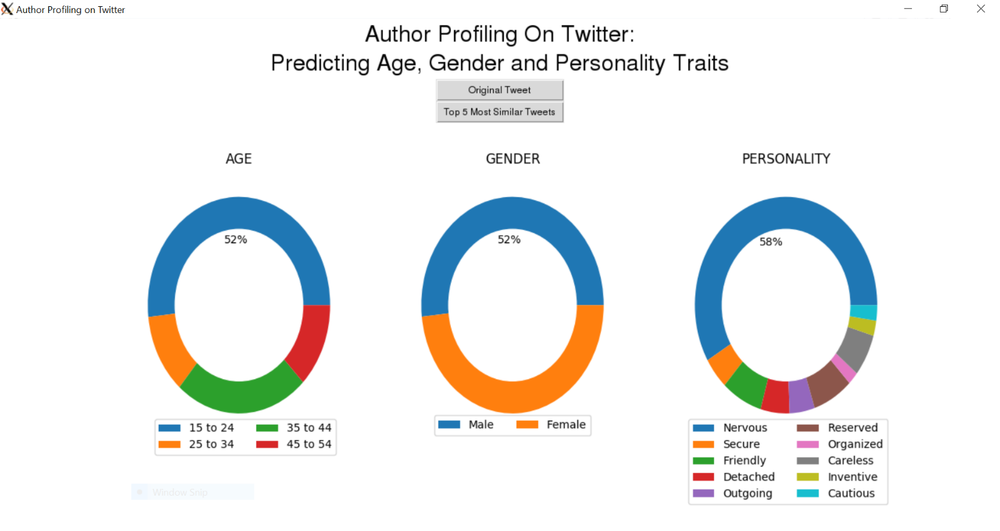 Author Profiling on Twitter
Author Profiling On Twitter:
Predicting Age, Gender and Personality Traits
Original Tweet
Top 5 Most Similar Tweets
AGE
52%
15 to 24
35 to 44
25 to 34
45 to 54
GENDER
52%
Male
Female
PERSONALITY
58%
Nervous
Reserved
Secure
Organized
Friendly
Careless
Detached
Inventive
Outgoing
Cautious
Window Snip